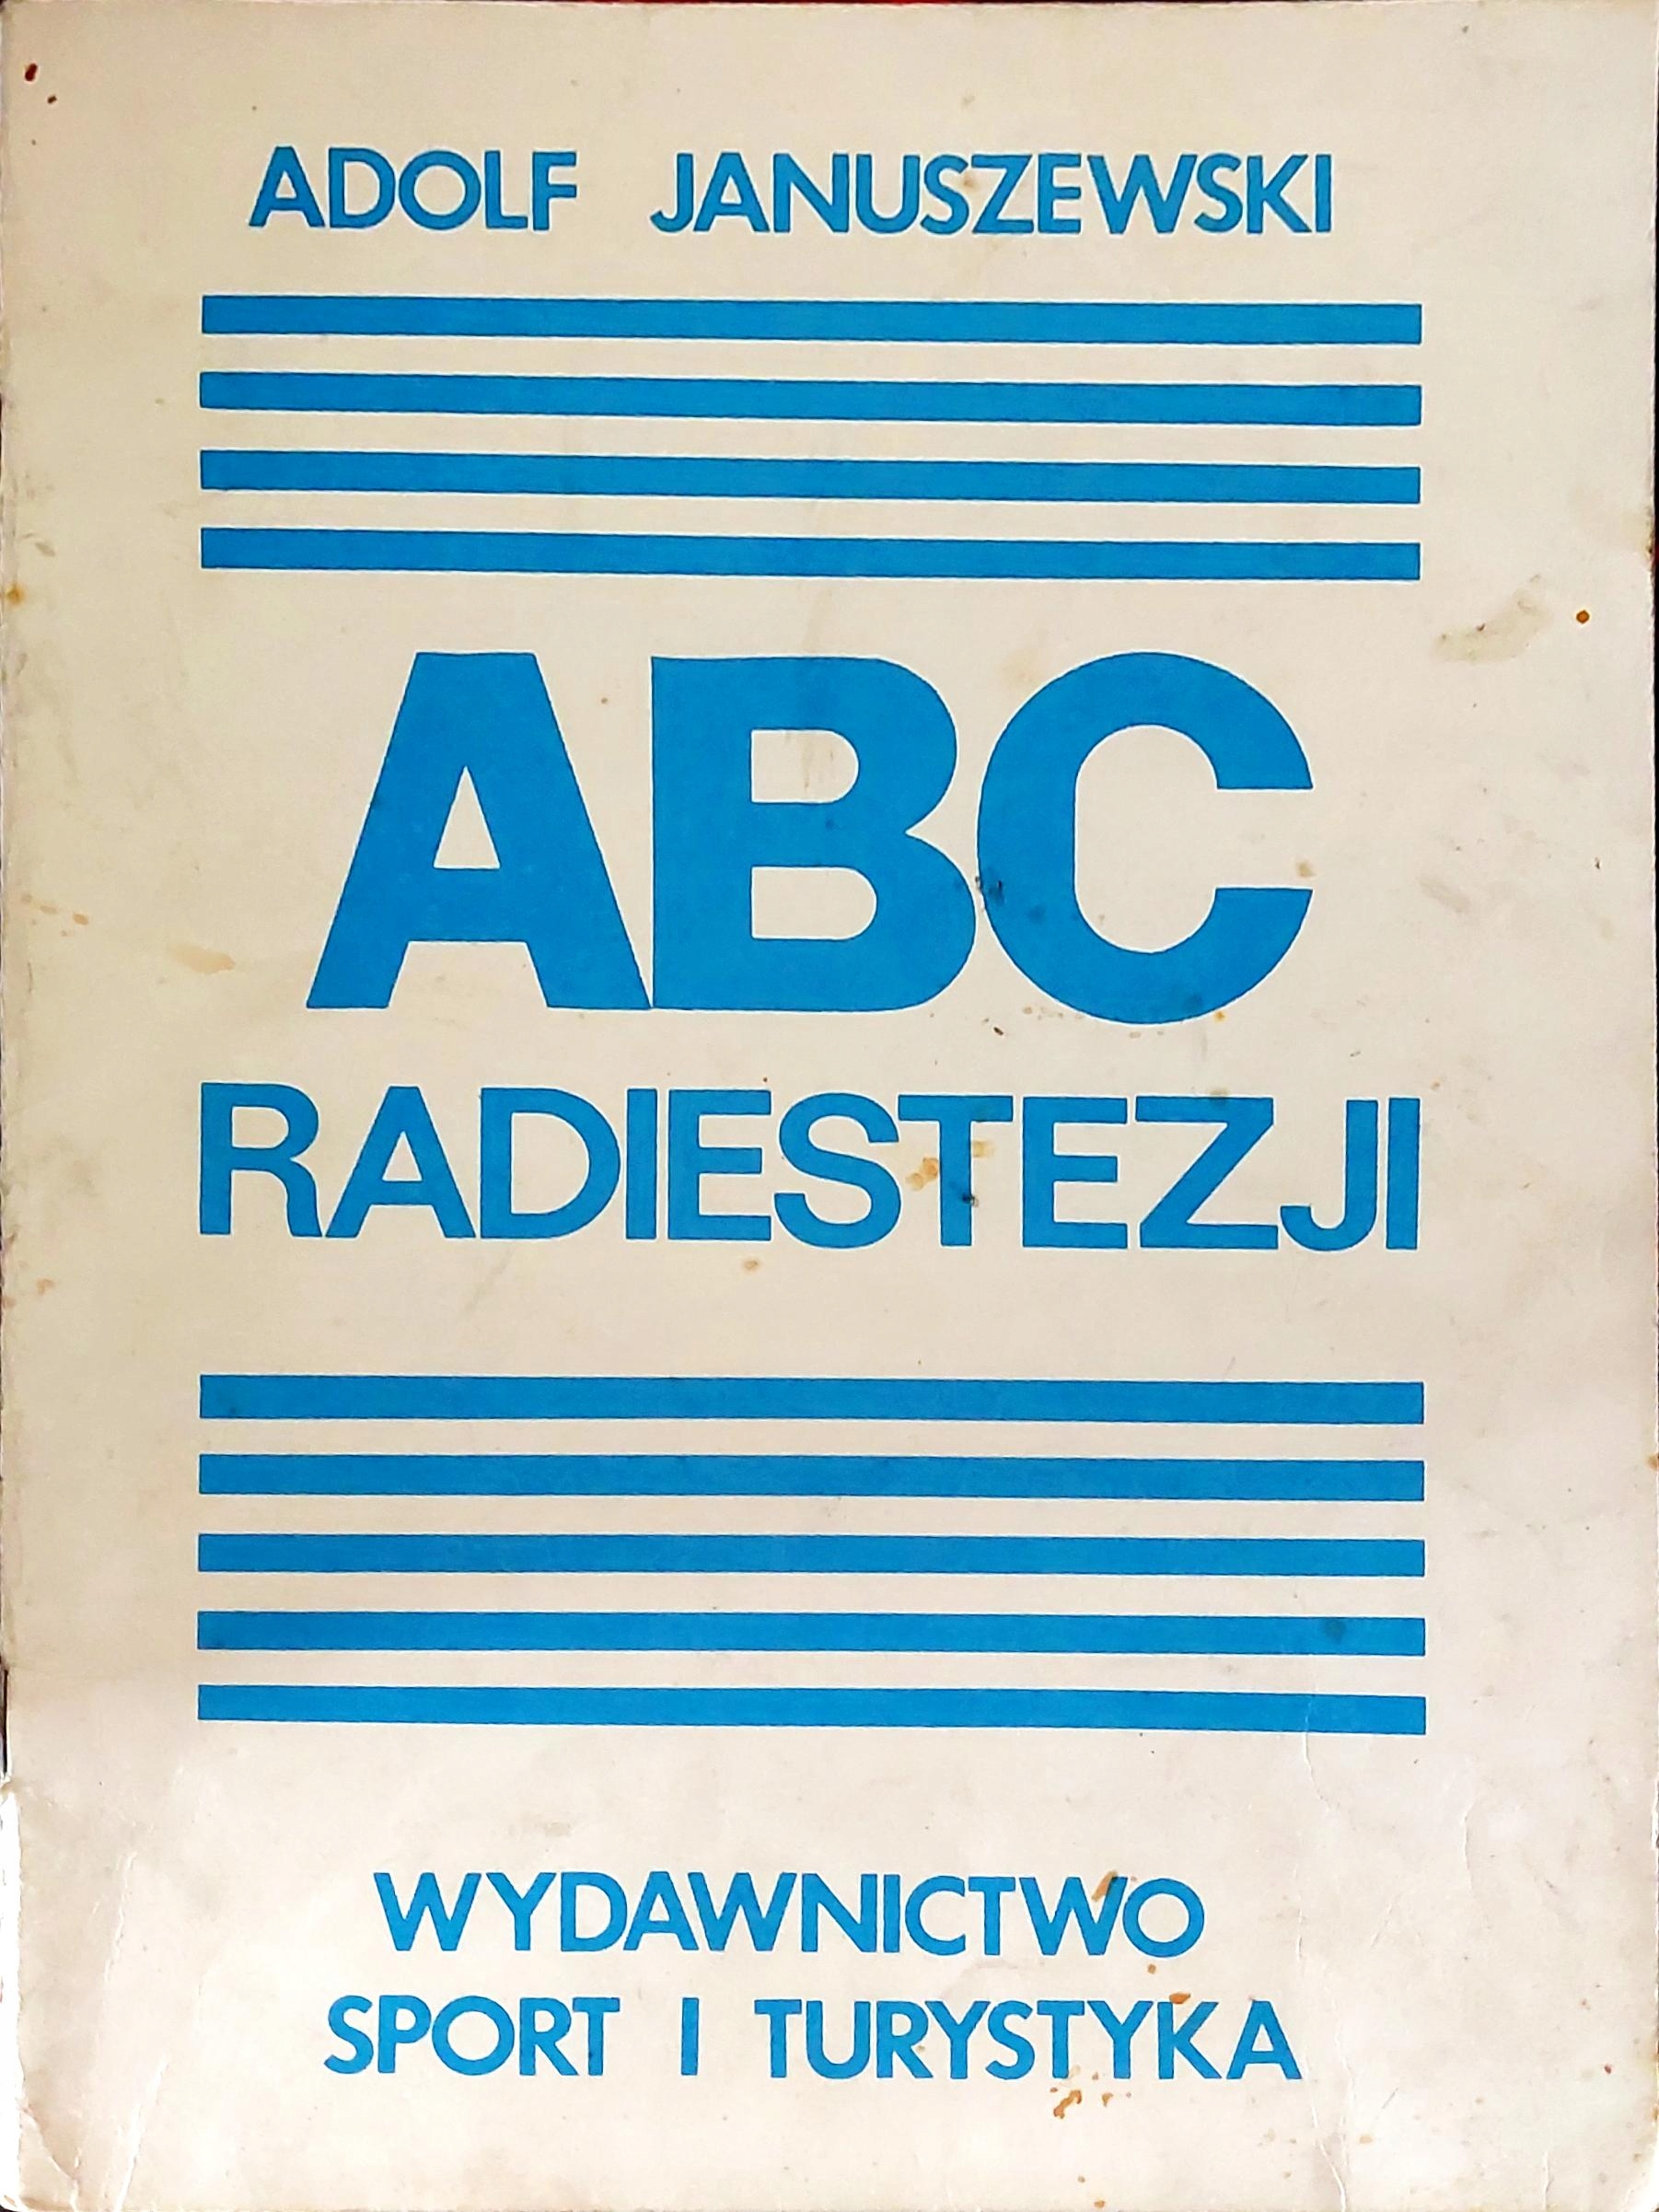 ADOLF JANUSZEWSKI
ABC
RADIESTEZJI
WYDAWNICTWO
SPORT I TURYSTYKA